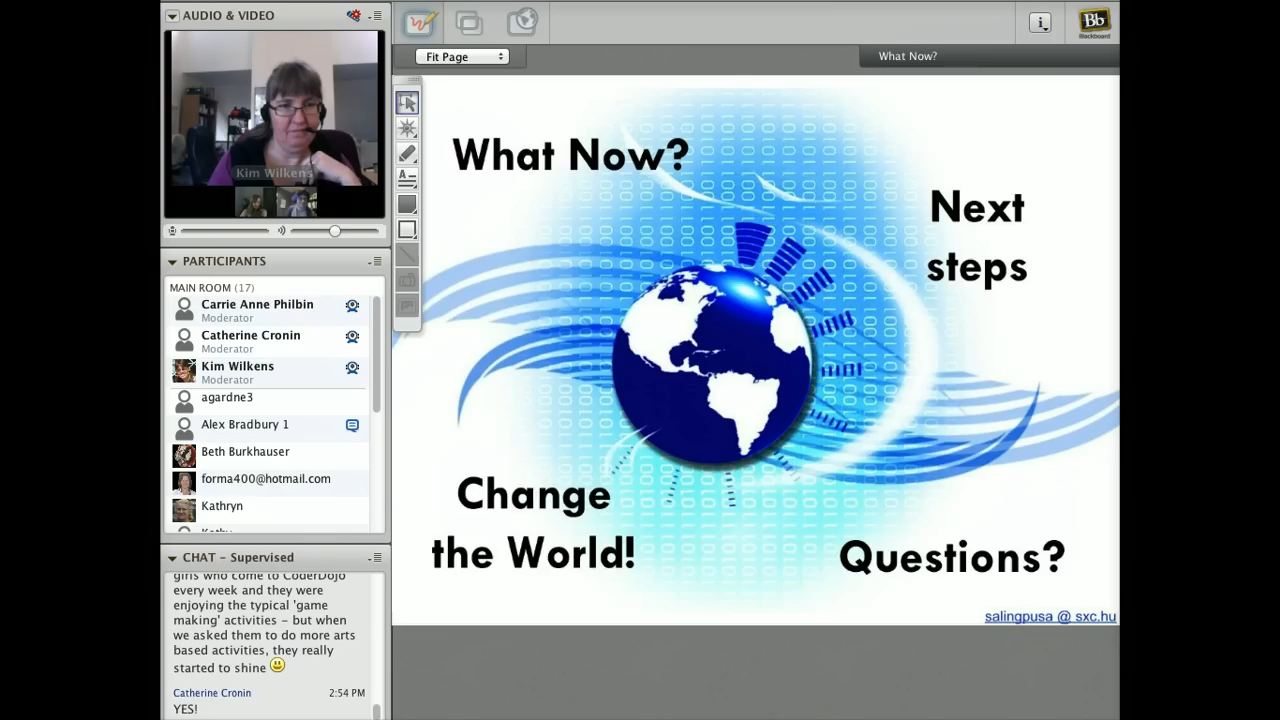 AUDIO & VIDEO
Kim Wilkens
PARTICIPANTS
MAIN ROOM (17)
Carrie Anne Philbin
Moderator
Catherine Cronin
Moderator
Kim Wilkens
Moderator
agardne3
Alex Bradbury 1
Beth Burkhauser
forma400@hotmail.com
Kathryn
Kathy
CHAT - Supervised
girls who come to CoderDojo
every week and they were
enjoying the typical 'game
making' activities - but when
we asked them to do more arts
based activities, they really
started to shine
Catherine Cronin 2:54 PM
YES!
Fit Page
What Now?
Bb
Blackboard
What Now?
Next
steps
Change
the World!
Questions?
salingpusa @ sxc.hu